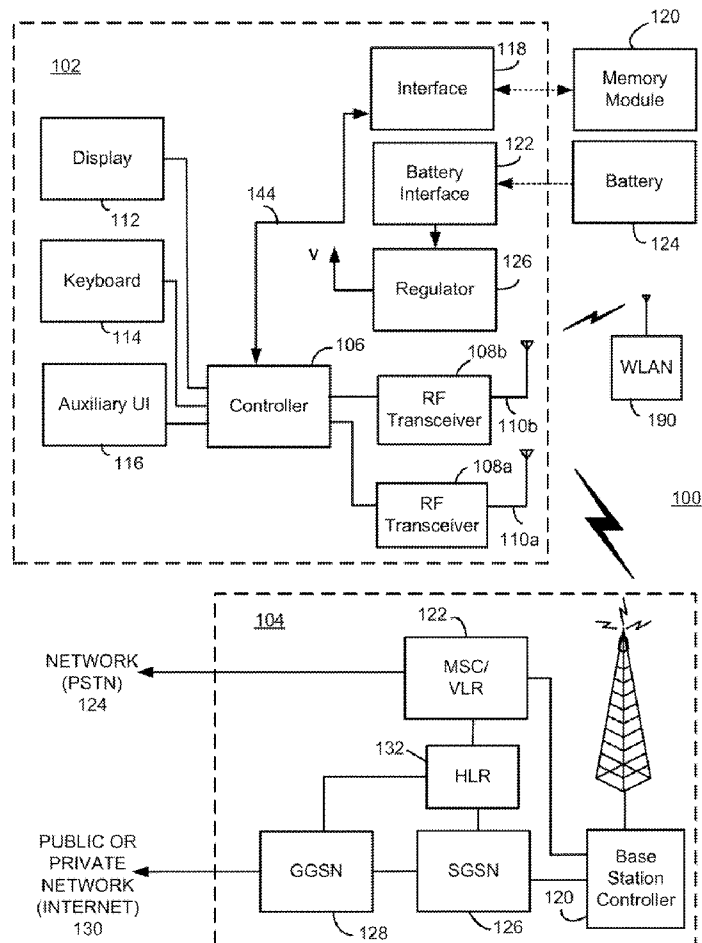 102
118
Interface
120
Memory
Module
Display
112
144
122
Battery
Interface
Battery
124
Keyboard
114
V
Regulator
126
106
Controller
108b
RF
Transceiver
110b
WLAN
190
Auxiliary UI
116
108a
RF
Transceiver
110a
100
104
122
MSC/
VLR
NETWORK
(PSTN)
124
132
HLR
PUBLIC OR
PRIVATE
NETWORK
(INTERNET)
130
GGSN
128
SGSN
126
Base
Station
Controller
120